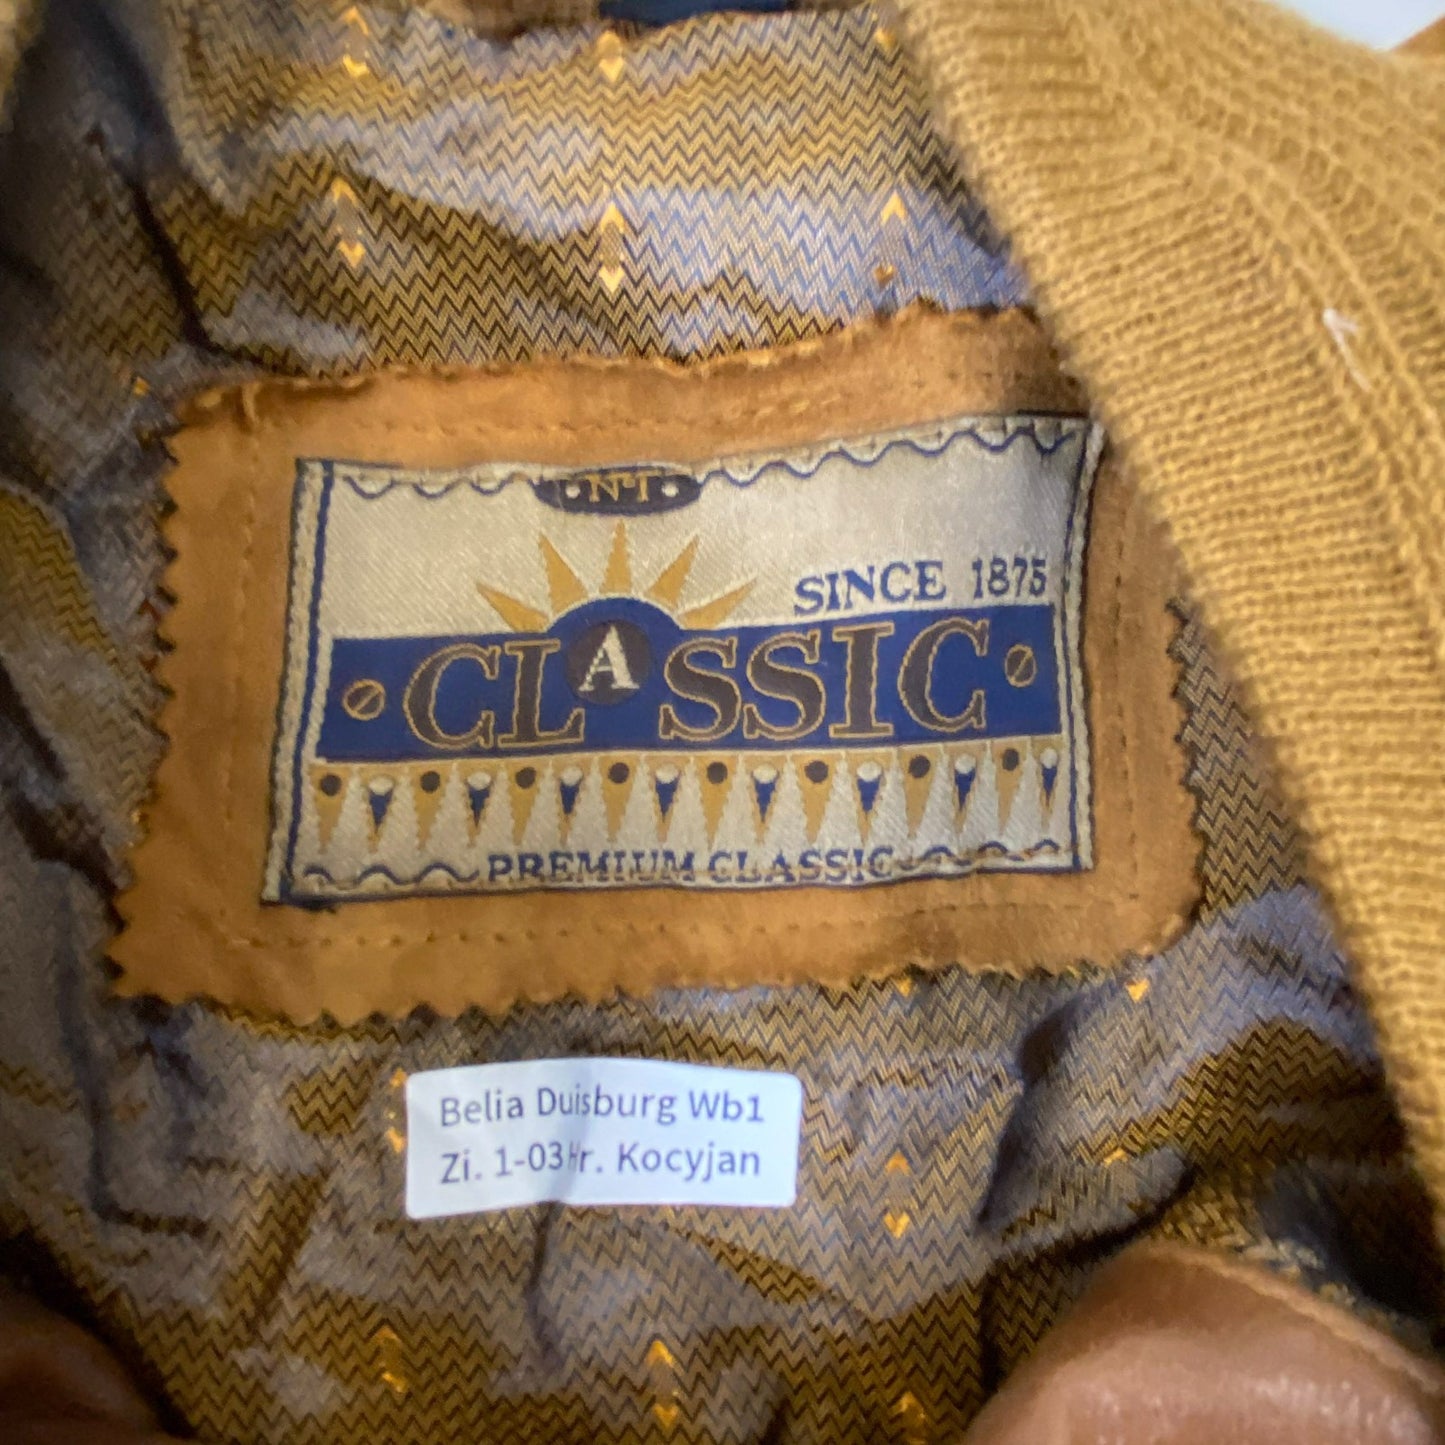 ·Nº1·
SINCE 1875
CLASSIC
PREMIUM CLASSIC
Belia Duisburg Wb1
Zi. 1-03 Hr. Kocyjan